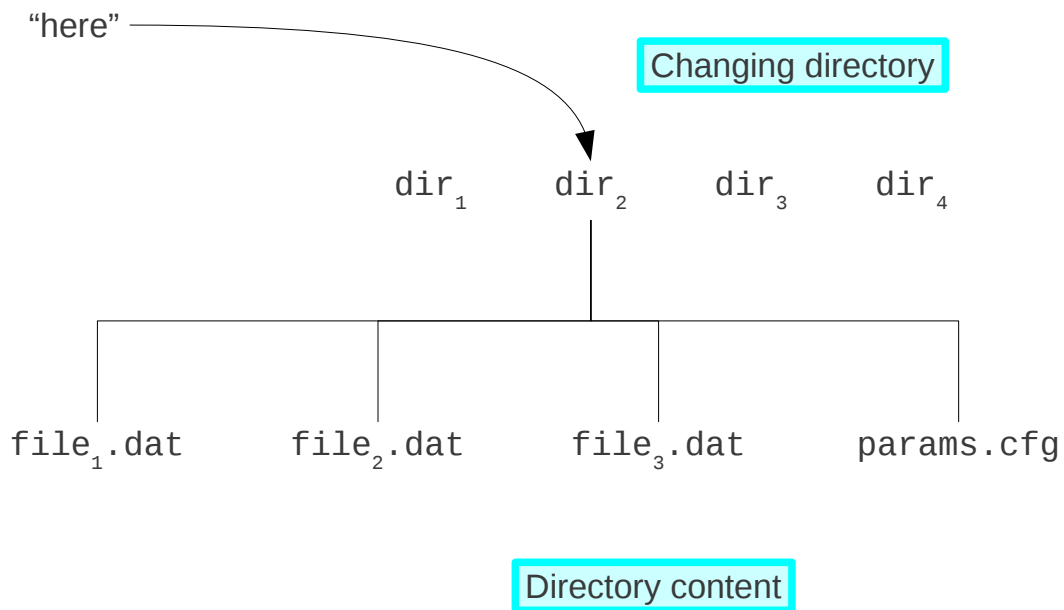 “here”
Changing directory
dir₁ dir₂ dir₃ dir₄
file₁.dat file₂.dat file₃.dat params.cfg
Directory content